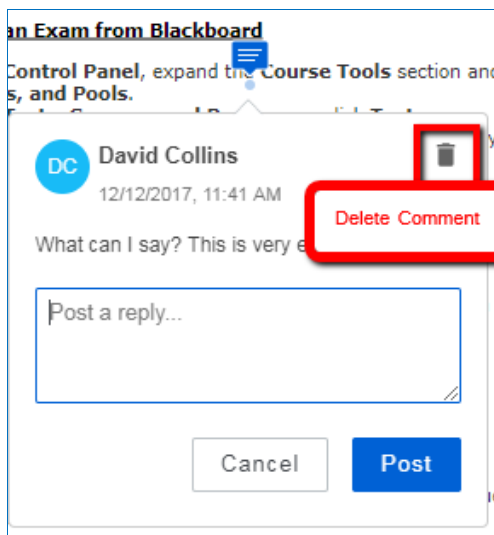 an Exam from Blackboard
Control Panel, expand the Course Tools section and
s, and Pools.
DC
David Collins
12/12/2017, 11:41 AM
Delete Comment
What can I say? This is very e
Post a reply...
Cancel
Post